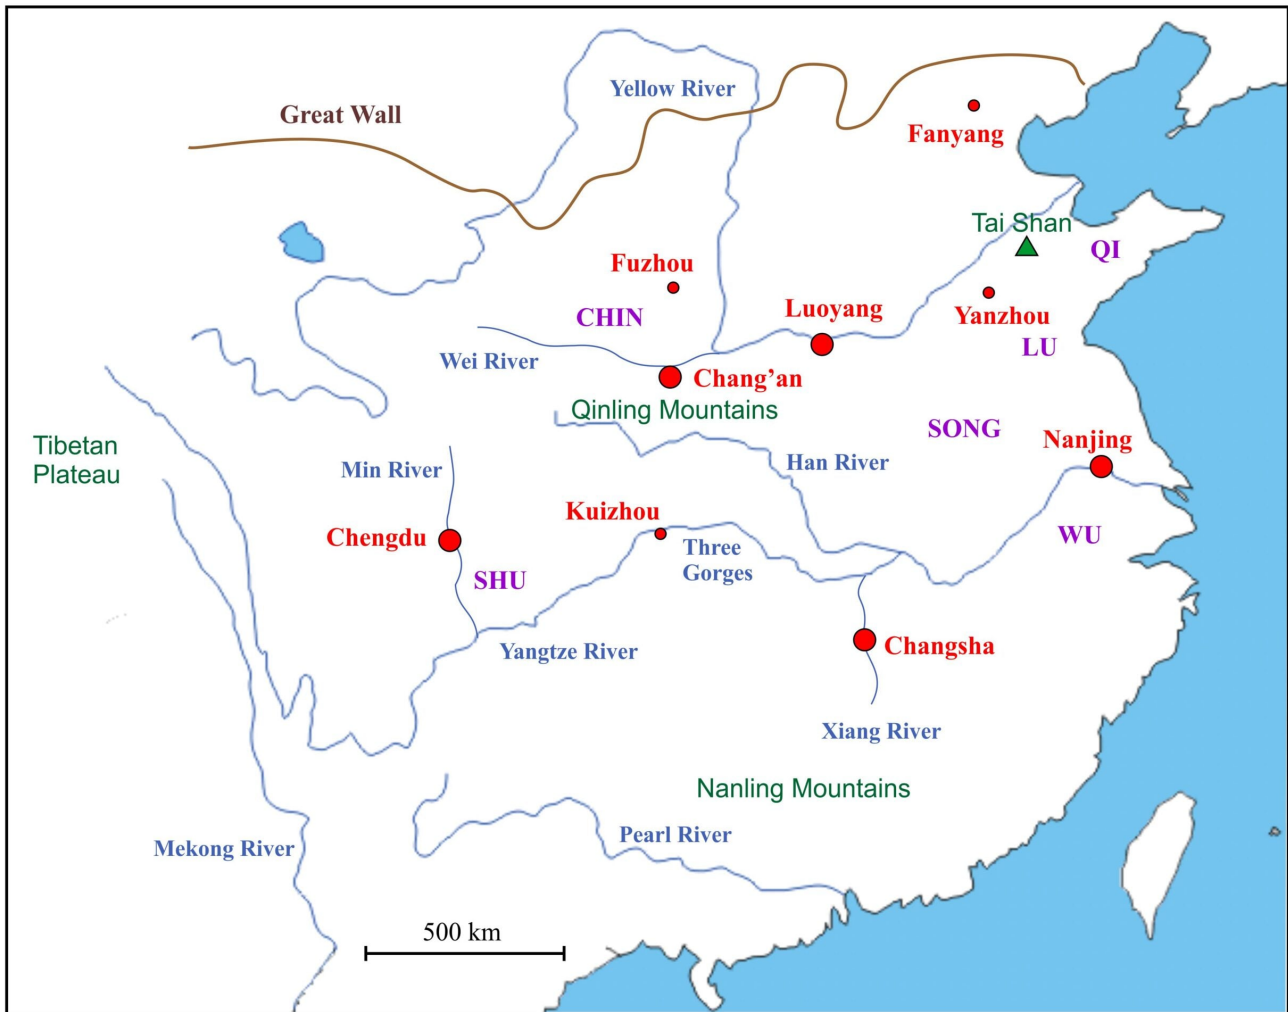 Yellow River
Great Wall
Fanyang
Tai Shan
QI
Fuzhou
CHIN
Luoyang
Yanzhou
LU
Wei River
Chang’an
Qinling Mountains
SONG
Nanjing
Tibetan
Plateau
Min River
Han River
Kuizhou
Chengdu
Three
Gorges
WU
SHU
Yangtze River
Changsha
Xiang River
Nanling Mountains
Pearl River
Mekong River
500 km